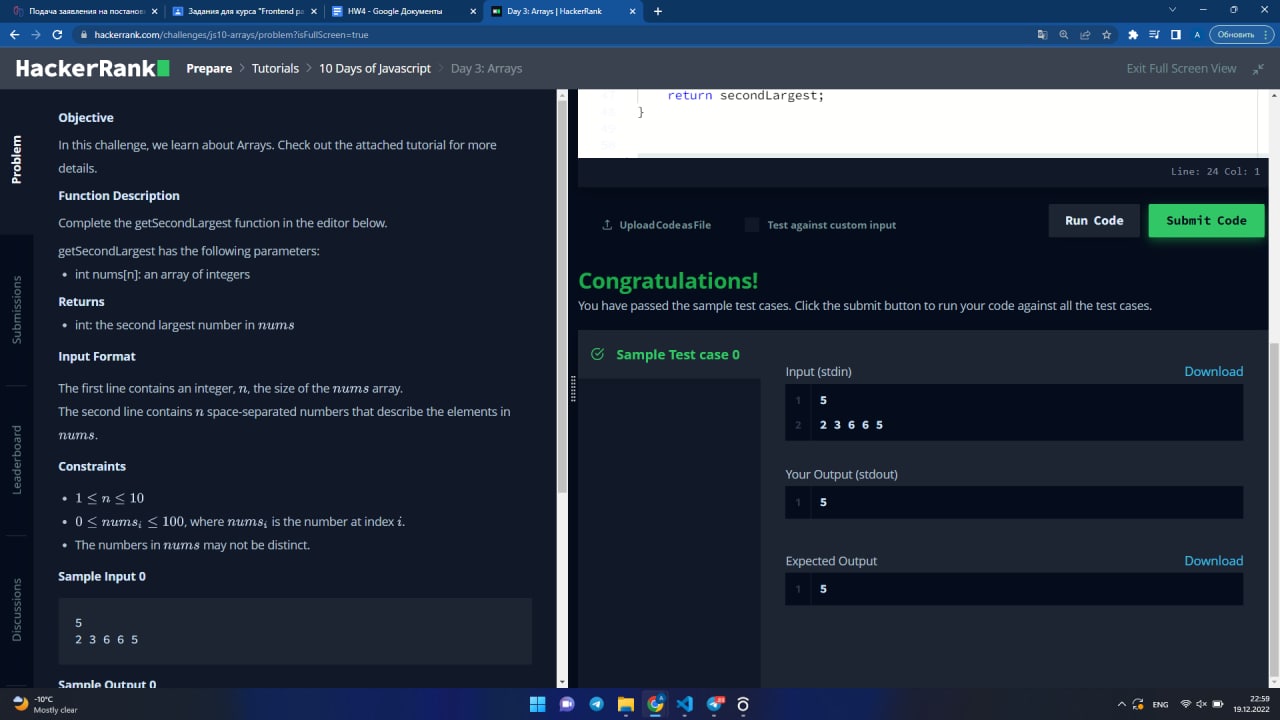 Подача заявления на постано
Задания для курса "Frontend ра
HW4 - Google Документы
Day 3: Arrays | HackerRank
hackerrank.com/challenges/js10-arrays/problem?isFullScreen=true
A
Обновить
HackerRank
Prepare > Tutorials > 10 Days of Javascript > Day 3: Arrays
Exit Full Screen View
Problem
Submissions
Leaderboard
Discussions
Objective
In this challenge, we learn about Arrays. Check out the attached tutorial for more
details.
Function Description
Complete the getSecondLargest function in the editor below.
getSecondLargest has the following parameters:
• int nums[n]: an array of integers
Returns
• int: the second largest number in nums
Input Format
The first line contains an integer, n, the size of the nums array.
The second line contains n space-separated numbers that describe the elements in
nums.
Constraints
• 1 ≤ n ≤ 10
• 0 ≤ numsᵢ ≤ 100, where numsᵢ is the number at index i.
• The numbers in nums may not be distinct.
Sample Input 0
5
2 3 6 6 5
Sample Output 0
return secondLargest;
}
Line: 24 Col: 1
Upload Code as File
Test against custom input
Run Code
Submit Code
Congratulations!
You have passed the sample test cases. Click the submit button to run your code against all the test cases.
Sample Test case 0
Input (stdin)
Download
1 5
2 2 3 6 6 5
Your Output (stdout)
1 5
Expected Output
Download
1 5
-10°C
Mostly clear
ENG
22:59
19.12.2022